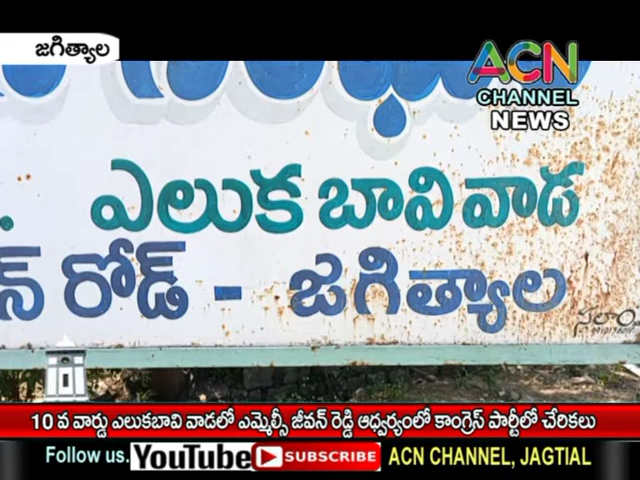 జగిత్యాల
ACN
CHANNEL
NEWS
. ఎలుక బావి వాడ
న్ రోడ్ - జగిత్యాల
10 వ వార్డు ఎలుకబావి వాడలో ఎమ్మెల్సీ జీవన్ రెడ్డి ఆధ్వర్యంలో కాంగ్రెస్ పార్టీలో చేరికలు
Follow us. YouTube SUBSCRIBE ACN CHANNEL, JAGTIAL